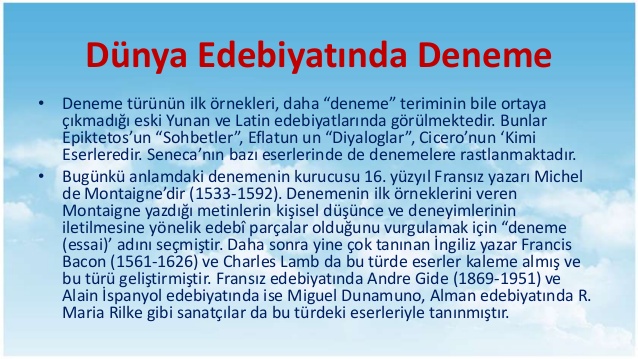 Dünya Edebiyatında Deneme
• Deneme türünün ilk örnekleri, daha “deneme” teriminin bile ortaya
çıkmadığı eski Yunan ve Latin edebiyatlarında görülmektedir. Bunlar
Epiktetos’un “Sohbetler”, Eflatun un “Diyaloglar”, Cicero’nun ‘Kimi
Eserleredir. Seneca’nın bazı eserlerinde de denemelere rastlanmaktadır.
• Bugünkü anlamdaki denemenin kurucusu 16. yüzyıl Fransız yazarı Michel
de Montaigne’dir (1533-1592). Denemenin ilk örneklerini veren
Montaigne yazdığı metinlerin kişisel düşünce ve deneyimlerinin
iletilmesine yönelik edebî parçalar olduğunu vurgulamak için “deneme
(essai)’ adını seçmiştir. Daha sonra yine çok tanınan İngiliz yazar Francis
Bacon (1561-1626) ve Charles Lamb da bu türde eserler kaleme almış ve
bu türü geliştirmiştir. Fransız edebiyatında Andre Gide (1869-1951) ve
Alain İspanyol edebiyatında ise Miguel Dunamuno, Alman edebiyatında R.
Maria Rilke gibi sanatçılar da bu türdeki eserleriyle tanınmıştır.